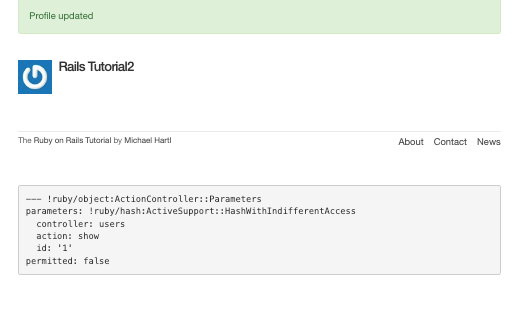 Profile updated
Rails Tutorial2
The Ruby on Rails Tutorial by Michael Hartl
About Contact News
--- !ruby/object:ActionController::Parameters
parameters: !ruby/hash:ActiveSupport::HashWithIndifferentAccess
  controller: users
  action: show
  id: '1'
permitted: false